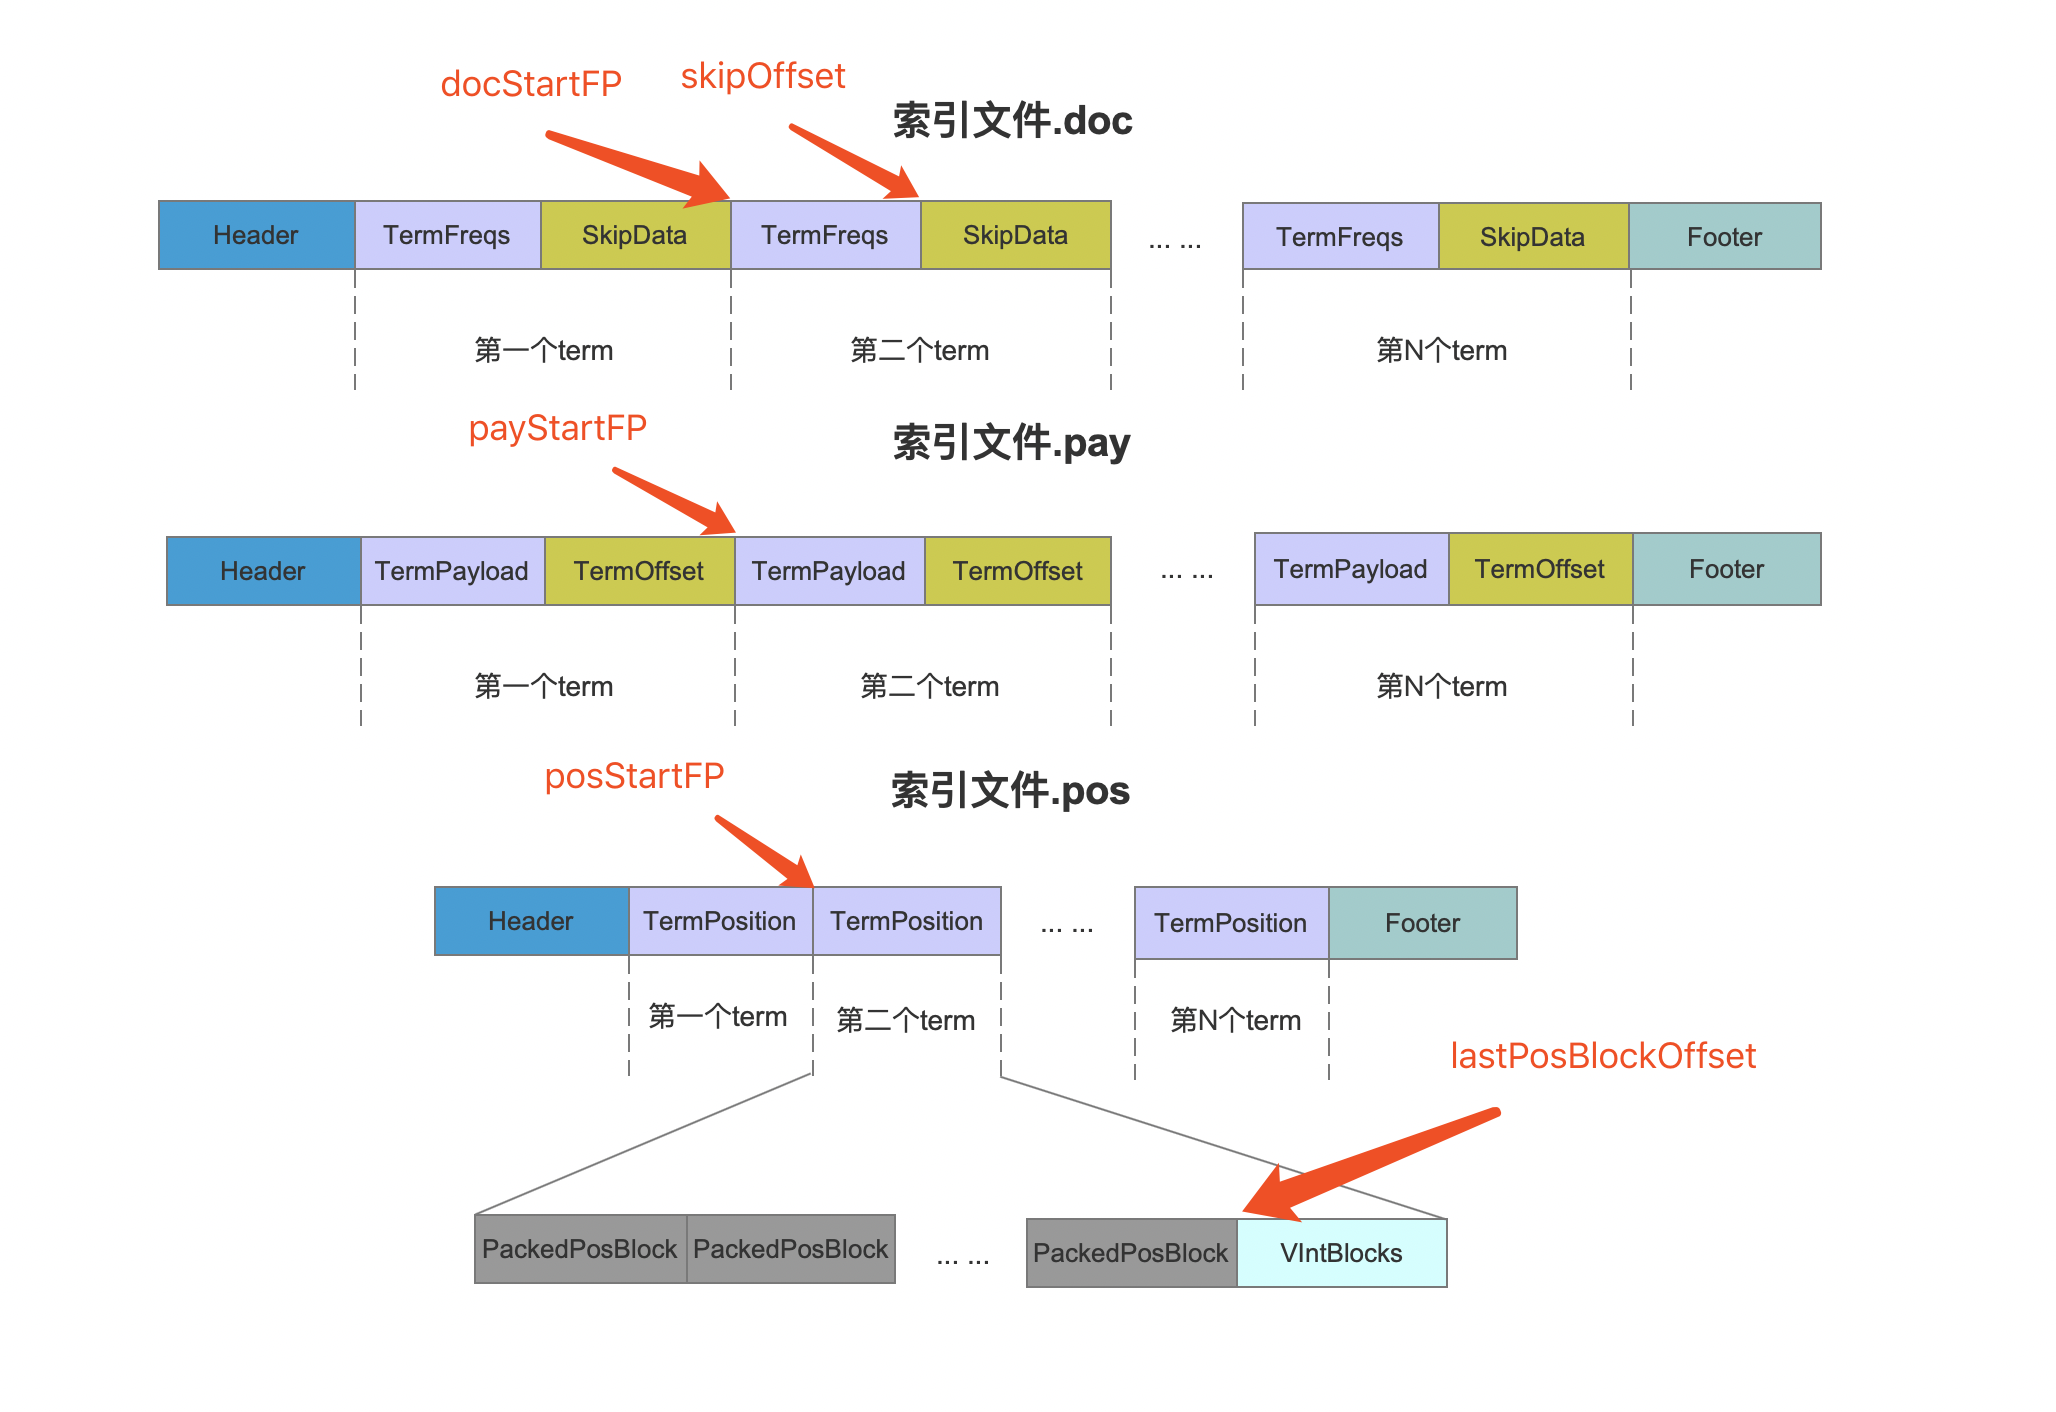 docStartFP
skipOffset
索引文件.doc
Header TermFreqs SkipData TermFreqs SkipData ... ... TermFreqs SkipData Footer
第一个term 第二个term 第N个term
payStartFP
索引文件.pay
Header TermPayload TermOffset TermPayload TermOffset ... ... TermPayload TermOffset Footer
第一个term 第二个term 第N个term
posStartFP
索引文件.pos
Header TermPosition TermPosition ... ... TermPosition Footer
第一个term 第二个term 第N个term
lastPosBlockOffset
PackedPosBlock PackedPosBlock ... ... PackedPosBlock VIntBlocks